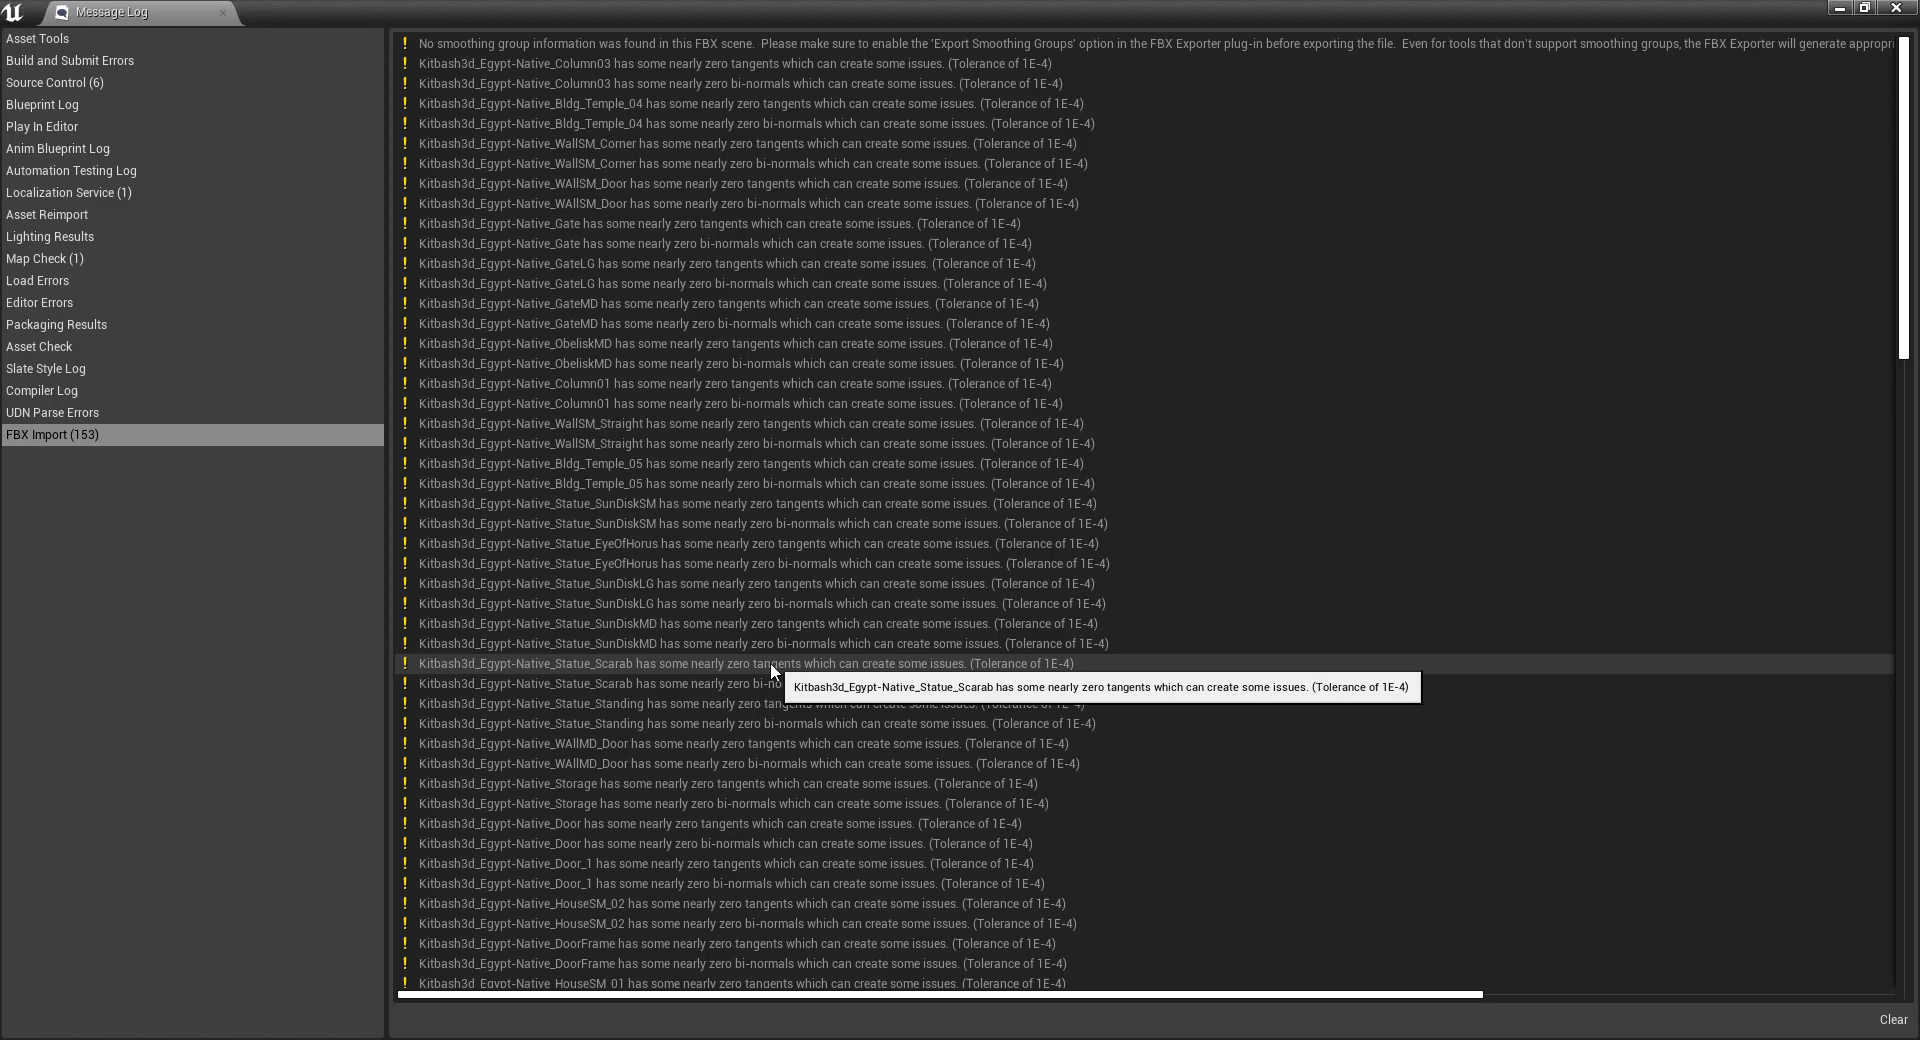 Message Log
Asset Tools
Build and Submit Errors
Source Control (6)
Blueprint Log
Play In Editor
Anim Blueprint Log
Automation Testing Log
Localization Service (1)
Asset Reimport
Lighting Results
Map Check (1)
Load Errors
Editor Errors
Packaging Results
Asset Check
Slate Style Log
Compiler Log
UDN Parse Errors
FBX Import (153)
No smoothing group information was found in this FBX scene. Please make sure to enable the 'Export Smoothing Groups' option in the FBX Exporter plug-in before exporting the file. Even for tools that don't support smoothing groups, the FBX Exporter will generate appropri
Kitbash3d_Egypt-Native_Column03 has some nearly zero tangents which can create some issues. (Tolerance of 1E-4)
Kitbash3d_Egypt-Native_Column03 has some nearly zero bi-normals which can create some issues. (Tolerance of 1E-4)
Kitbash3d_Egypt-Native_Bldg_Temple_04 has some nearly zero tangents which can create some issues. (Tolerance of 1E-4)
Kitbash3d_Egypt-Native_Bldg_Temple_04 has some nearly zero bi-normals which can create some issues. (Tolerance of 1E-4)
Kitbash3d_Egypt-Native_WallSM_Corner has some nearly zero tangents which can create some issues. (Tolerance of 1E-4)
Kitbash3d_Egypt-Native_WallSM_Corner has some nearly zero bi-normals which can create some issues. (Tolerance of 1E-4)
Kitbash3d_Egypt-Native_WAllSM_Door has some nearly zero tangents which can create some issues. (Tolerance of 1E-4)
Kitbash3d_Egypt-Native_WAllSM_Door has some nearly zero bi-normals which can create some issues. (Tolerance of 1E-4)
Kitbash3d_Egypt-Native_Gate has some nearly zero tangents which can create some issues. (Tolerance of 1E-4)
Kitbash3d_Egypt-Native_Gate has some nearly zero bi-normals which can create some issues. (Tolerance of 1E-4)
Kitbash3d_Egypt-Native_GateLG has some nearly zero tangents which can create some issues. (Tolerance of 1E-4)
Kitbash3d_Egypt-Native_GateLG has some nearly zero bi-normals which can create some issues. (Tolerance of 1E-4)
Kitbash3d_Egypt-Native_GateMD has some nearly zero tangents which can create some issues. (Tolerance of 1E-4)
Kitbash3d_Egypt-Native_GateMD has some nearly zero bi-normals which can create some issues. (Tolerance of 1E-4)
Kitbash3d_Egypt-Native_ObeliskMD has some nearly zero tangents which can create some issues. (Tolerance of 1E-4)
Kitbash3d_Egypt-Native_ObeliskMD has some nearly zero bi-normals which can create some issues. (Tolerance of 1E-4)
Kitbash3d_Egypt-Native_Column01 has some nearly zero tangents which can create some issues. (Tolerance of 1E-4)
Kitbash3d_Egypt-Native_Column01 has some nearly zero bi-normals which can create some issues. (Tolerance of 1E-4)
Kitbash3d_Egypt-Native_WallSM_Straight has some nearly zero tangents which can create some issues. (Tolerance of 1E-4)
Kitbash3d_Egypt-Native_WallSM_Straight has some nearly zero bi-normals which can create some issues. (Tolerance of 1E-4)
Kitbash3d_Egypt-Native_Bldg_Temple_05 has some nearly zero tangents which can create some issues. (Tolerance of 1E-4)
Kitbash3d_Egypt-Native_Bldg_Temple_05 has some nearly zero bi-normals which can create some issues. (Tolerance of 1E-4)
Kitbash3d_Egypt-Native_Statue_SunDiskSM has some nearly zero tangents which can create some issues. (Tolerance of 1E-4)
Kitbash3d_Egypt-Native_Statue_SunDiskSM has some nearly zero bi-normals which can create some issues. (Tolerance of 1E-4)
Kitbash3d_Egypt-Native_Statue_EyeOfHorus has some nearly zero tangents which can create some issues. (Tolerance of 1E-4)
Kitbash3d_Egypt-Native_Statue_EyeOfHorus has some nearly zero bi-normals which can create some issues. (Tolerance of 1E-4)
Kitbash3d_Egypt-Native_Statue_SunDiskLG has some nearly zero tangents which can create some issues. (Tolerance of 1E-4)
Kitbash3d_Egypt-Native_Statue_SunDiskLG has some nearly zero bi-normals which can create some issues. (Tolerance of 1E-4)
Kitbash3d_Egypt-Native_Statue_SunDiskMD has some nearly zero tangents which can create some issues. (Tolerance of 1E-4)
Kitbash3d_Egypt-Native_Statue_SunDiskMD has some nearly zero bi-normals which can create some issues. (Tolerance of 1E-4)
Kitbash3d_Egypt-Native_Statue_Scarab has some nearly zero tangents which can create some issues. (Tolerance of 1E-4)
Kitbash3d_Egypt-Native_Statue_Scarab has some nearly zero bi-no
Kitbash3d_Egypt-Native_Statue_Scarab has some nearly zero tangents which can create some issues. (Tolerance of 1E-4)
Kitbash3d_Egypt-Native_Statue_Standing has some nearly zero tangents which can create some issues. (Tolerance of 1E-4)
Kitbash3d_Egypt-Native_Statue_Standing has some nearly zero bi-normals which can create some issues. (Tolerance of 1E-4)
Kitbash3d_Egypt-Native_WAllMD_Door has some nearly zero tangents which can create some issues. (Tolerance of 1E-4)
Kitbash3d_Egypt-Native_WAllMD_Door has some nearly zero bi-normals which can create some issues. (Tolerance of 1E-4)
Kitbash3d_Egypt-Native_Storage has some nearly zero tangents which can create some issues. (Tolerance of 1E-4)
Kitbash3d_Egypt-Native_Storage has some nearly zero bi-normals which can create some issues. (Tolerance of 1E-4)
Kitbash3d_Egypt-Native_Door has some nearly zero tangents which can create some issues. (Tolerance of 1E-4)
Kitbash3d_Egypt-Native_Door has some nearly zero bi-normals which can create some issues. (Tolerance of 1E-4)
Kitbash3d_Egypt-Native_Door_1 has some nearly zero tangents which can create some issues. (Tolerance of 1E-4)
Kitbash3d_Egypt-Native_Door_1 has some nearly zero bi-normals which can create some issues. (Tolerance of 1E-4)
Kitbash3d_Egypt-Native_HouseSM_02 has some nearly zero tangents which can create some issues. (Tolerance of 1E-4)
Kitbash3d_Egypt-Native_HouseSM_02 has some nearly zero bi-normals which can create some issues. (Tolerance of 1E-4)
Kitbash3d_Egypt-Native_DoorFrame has some nearly zero tangents which can create some issues. (Tolerance of 1E-4)
Kitbash3d_Egypt-Native_DoorFrame has some nearly zero bi-normals which can create some issues. (Tolerance of 1E-4)
Kitbash3d_Egypt-Native_HouseSM_01 has some nearly zero tangents which can create some issues. (Tolerance of 1E-4)
Clear